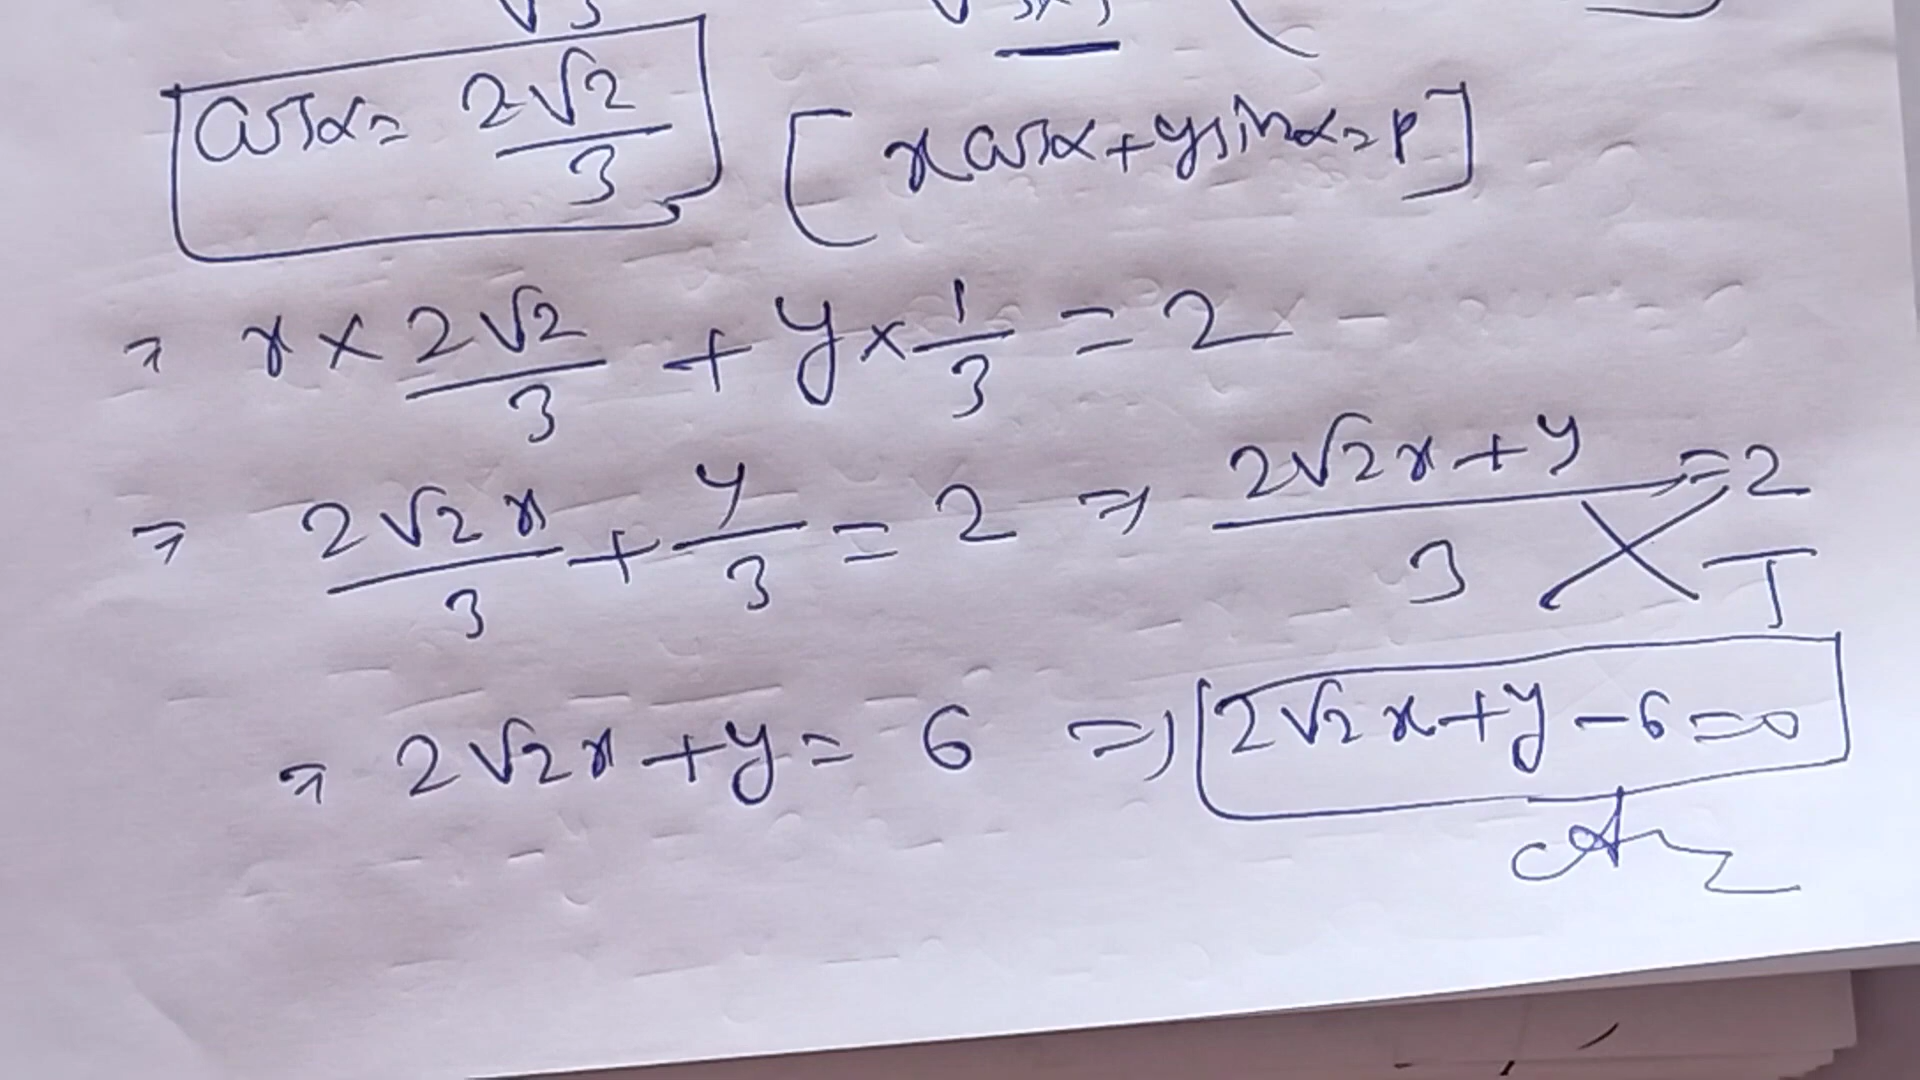 cosα = 2√2/3 [x cosα + y sinα = p]
⇒ x × 2√2/3 + y × 1/3 = 2
⇒ 2√2x/3 + y/3 = 2 ⇒ 2√2x + y/3 = 2/1
⇒ 2√2x + y = 6 ⇒ 2√2x + y - 6 = 0